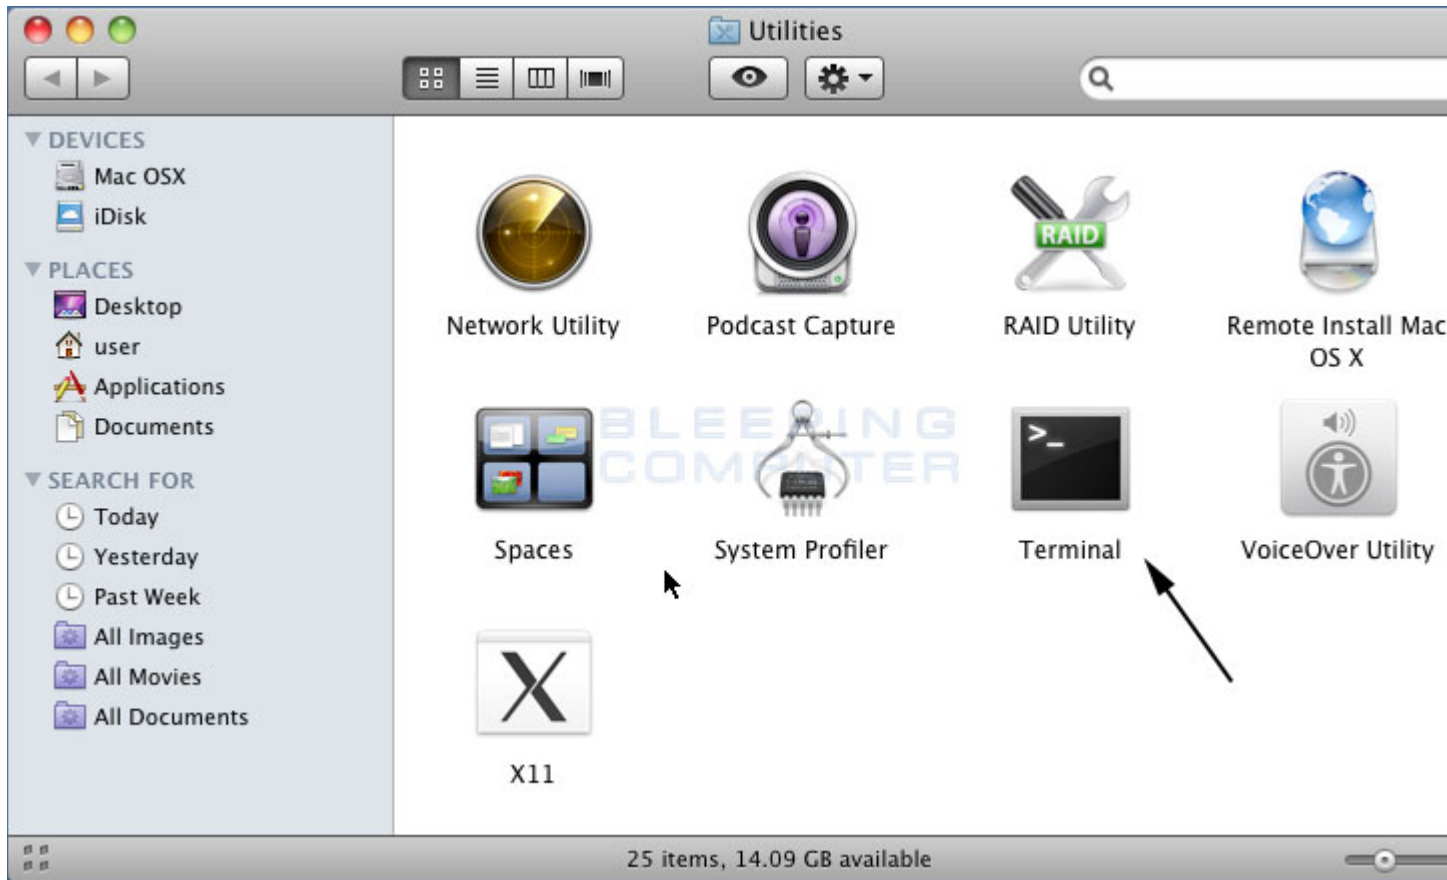 Utilities
DEVICES
Mac OSX
iDisk
PLACES
Desktop
user
Applications
Documents
SEARCH FOR
Today
Yesterday
Past Week
All Images
All Movies
All Documents
RAID
Network Utility
Podcast Capture
RAID Utility
Remote Install Mac
OS X
BLEEPING
COMPUTER
>_
Spaces
System Profiler
Terminal
VoiceOver Utility
X
X11
25 items, 14.09 GB available